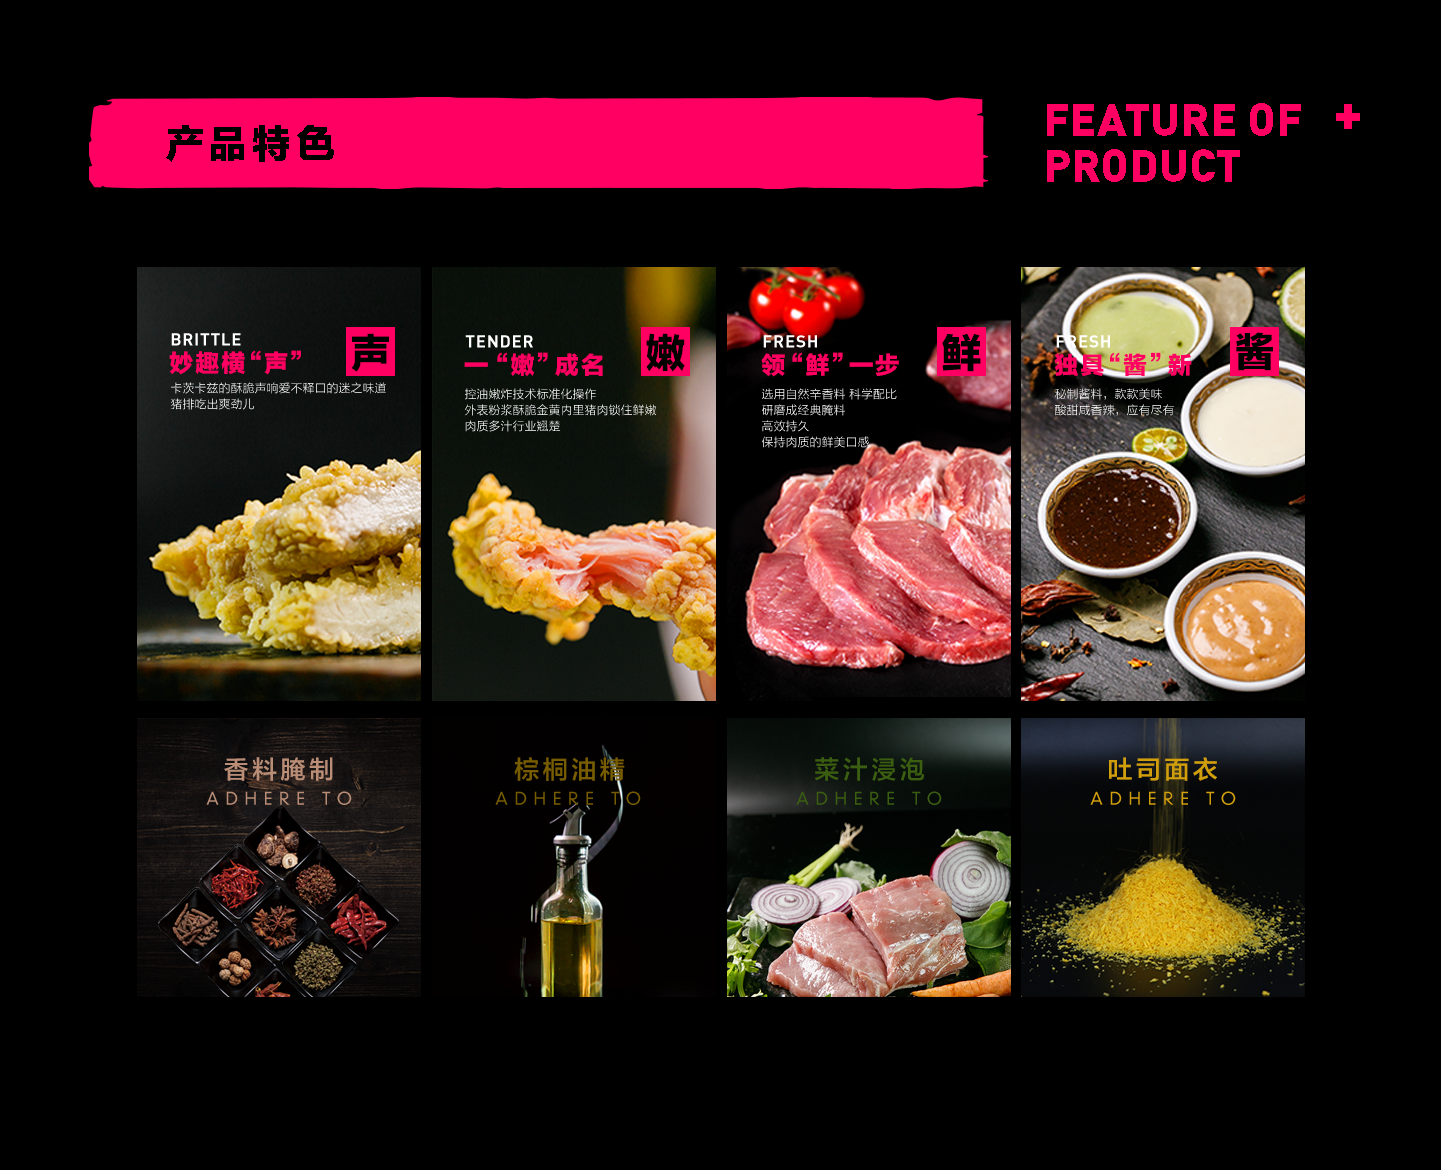 产品特色
FEATURE OF +
PRODUCT
BRITTLE
妙趣横“声”
声
卡茨卡兹的酥脆声响爱不释口的迷之味道
猪排吃出爽劲儿
TENDER
一“嫩”成名
嫩
控油嫩炸技术标准化操作
外表粉浆酥脆金黄内里猪肉锁住鲜嫩
肉质多汁行业翘楚
FRESH
领“鲜”一步
鲜
选用自然辛香料 科学配比
研磨成经典腌料
高效持久
保持肉质的鲜美口感
FRESH
独具“酱”新
酱
秘制酱料，款款美味
酸甜咸香辣，应有尽有
香料腌制
ADHERE TO
棕榈油精
ADHERE TO
菜汁浸泡
ADHERE TO
吐司面衣
ADHERE TO